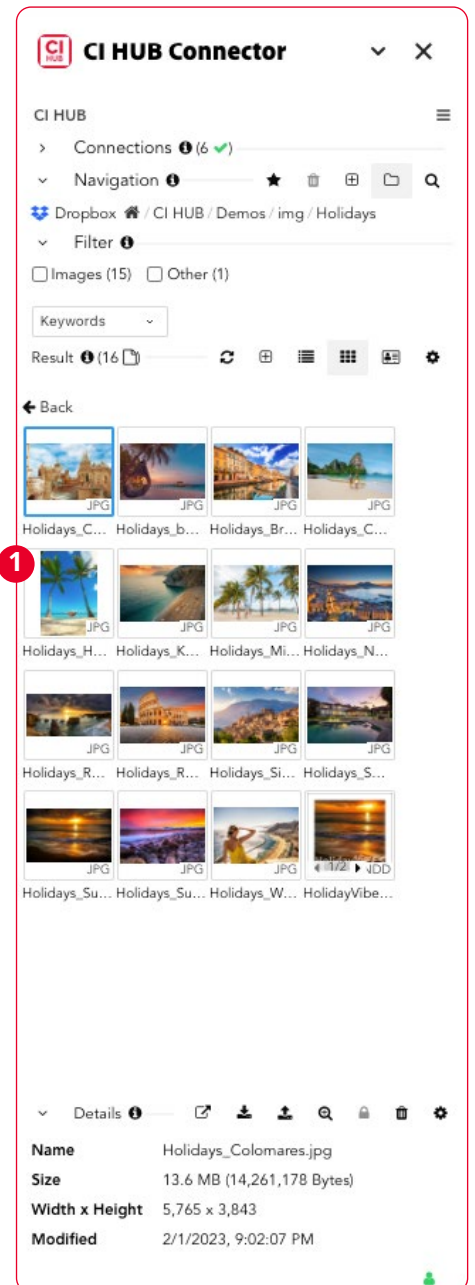 CI HUB CI HUB Connector
CI HUB
Connections (6 ✔)
Navigation
Dropbox / CI HUB / Demos / img / Holidays
Filter
Images (15) Other (1)
Keywords
Result (16)
Back
JPG JPG JPG JPG
Holidays_C... Holidays_b... Holidays_Br... Holidays_C...
1
JPG JPG JPG JPG
Holidays_H... Holidays_K... Holidays_Mi... Holidays_N...
JPG JPG JPG JPG
Holidays_R... Holidays_R... Holidays_Si... Holidays_S...
JPG JPG JPG 1/2
Holidays_Su... Holidays_Su... Holidays_W... HolidayVibe...
Details
Name Holidays_Colomares.jpg
Size 13.6 MB (14,261,178 Bytes)
Width x Height 5,765 x 3,843
Modified 2/1/2023, 9:02:07 PM